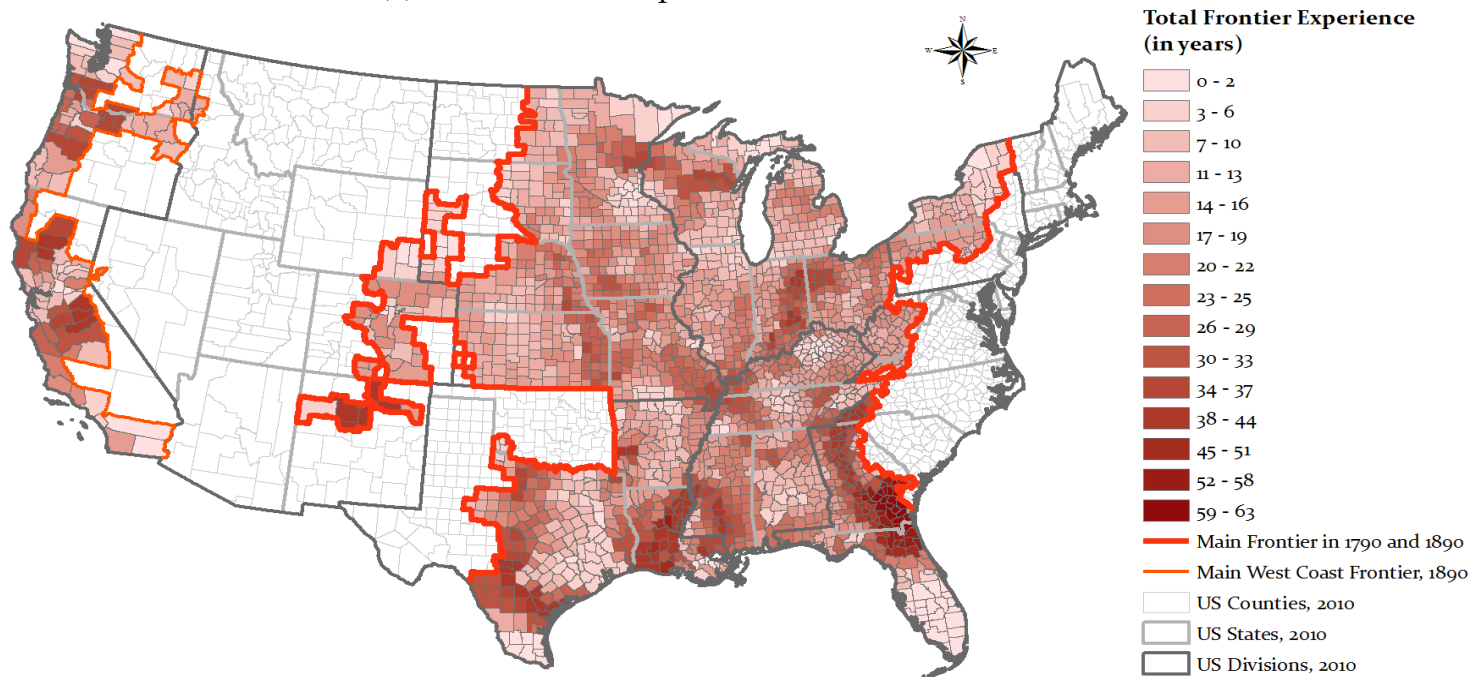 N
W
E
S
Total Frontier Experience
(in years)
0 - 2
3 - 6
7 - 10
11 - 13
14 - 16
17 - 19
20 - 22
23 - 25
26 - 29
30 - 33
34 - 37
38 - 44
45 - 51
52 - 58
59 - 63
Main Frontier in 1790 and 1890
Main West Coast Frontier, 1890
US Counties, 2010
US States, 2010
US Divisions, 2010